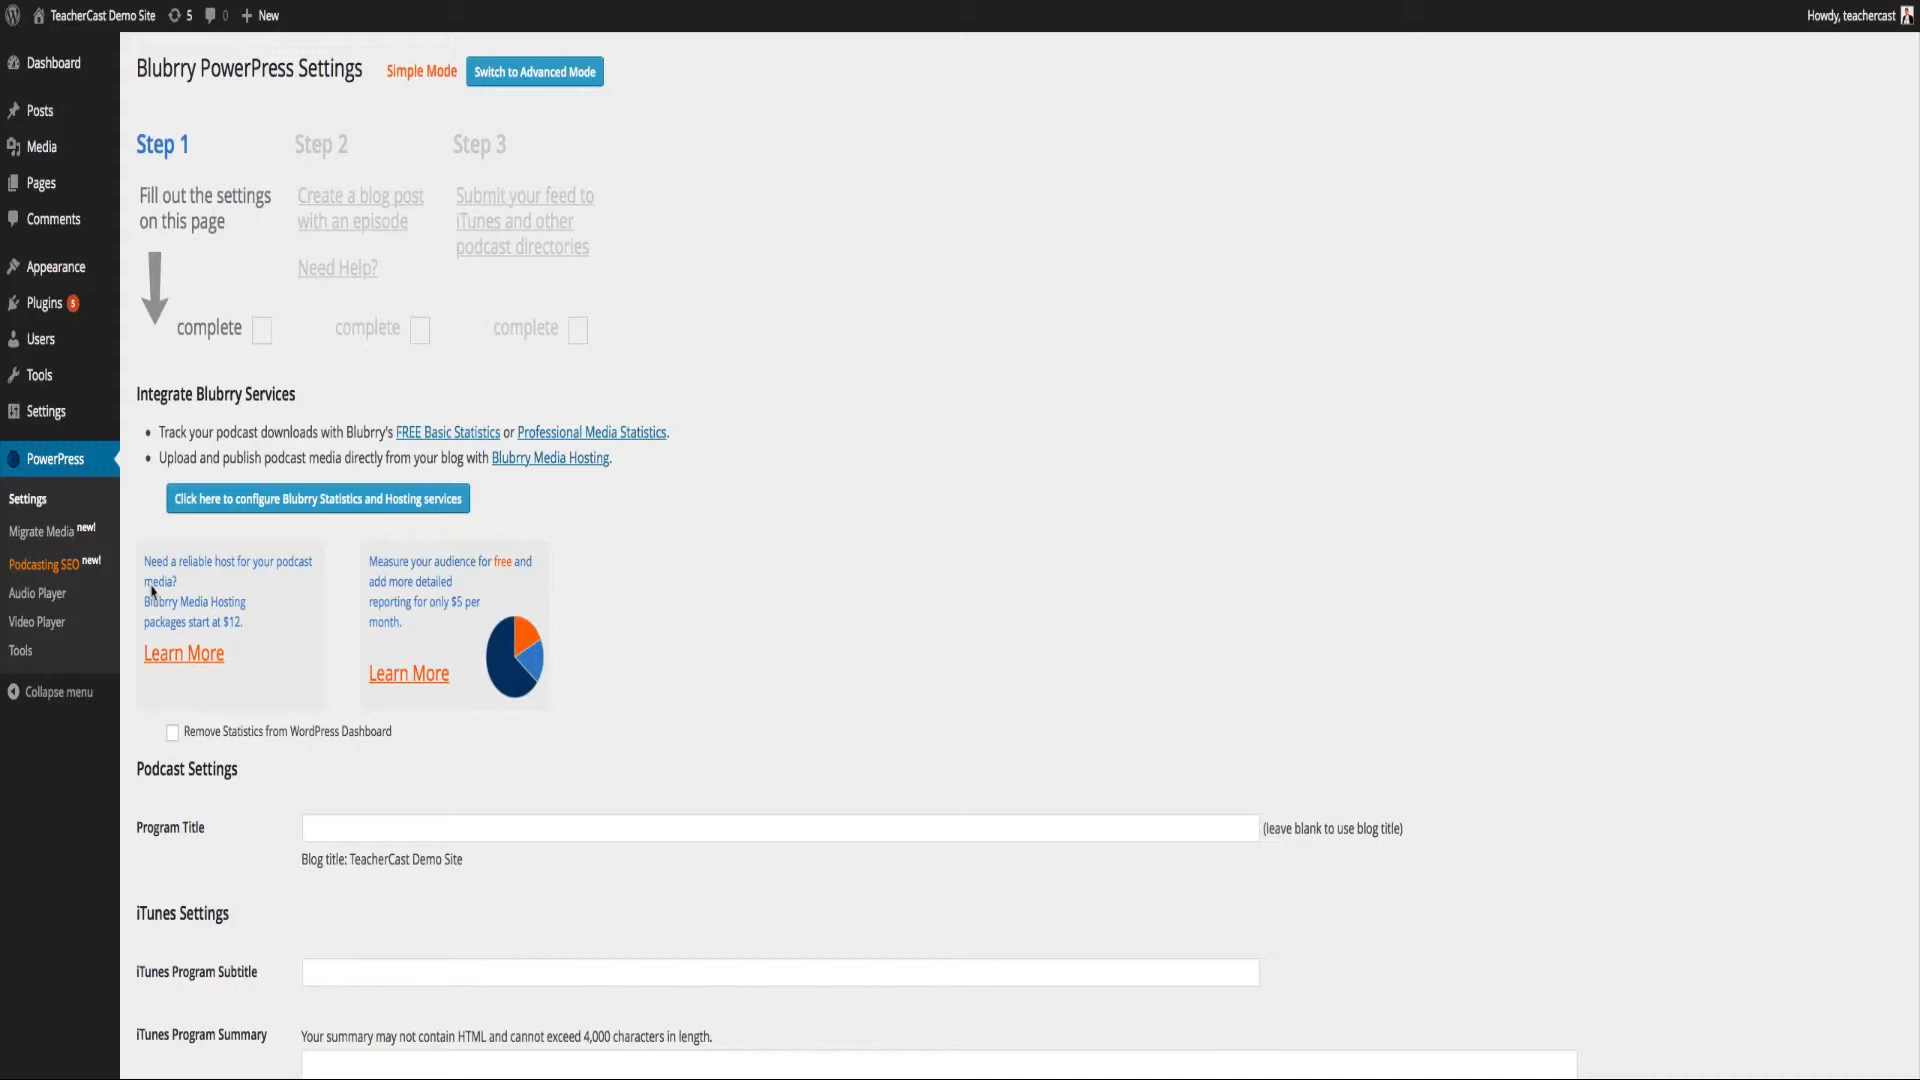 TeacherCast Demo Site 5 0 New
Howdy, teachercast
Dashboard
Posts
Media
Pages
Comments
Appearance
Plugins 5
Users
Tools
Settings
PowerPress
Settings
Migrate Media new!
Podcasting SEO new!
Audio Player
Video Player
Tools
Collapse menu
Blubrry PowerPress Settings Simple Mode Switch to Advanced Mode
Step 1
Fill out the settings
on this page
complete
Step 2
Create a blog post
with an episode
Need Help?
complete
Step 3
Submit your feed to
iTunes and other
podcast directories
complete
Integrate Blubrry Services
• Track your podcast downloads with Blubrry's FREE Basic Statistics or Professional Media Statistics.
• Upload and publish podcast media directly from your blog with Blubrry Media Hosting.
Click here to configure Blubrry Statistics and Hosting services
Need a reliable host for your podcast
media?
Blubrry Media Hosting
packages start at $12.
Learn More
Measure your audience for free and
add more detailed
reporting for only $5 per
month.
Learn More
Remove Statistics from WordPress Dashboard
Podcast Settings
Program Title (leave blank to use blog title)
Blog title: TeacherCast Demo Site
iTunes Settings
iTunes Program Subtitle
iTunes Program Summary Your summary may not contain HTML and cannot exceed 4,000 characters in length.